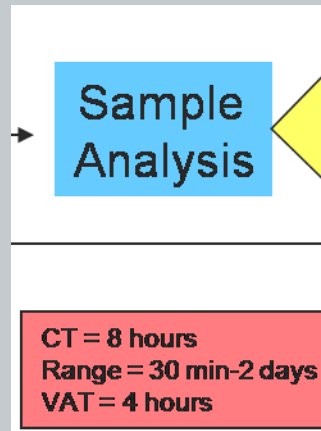 Sample
Analysis
CT = 8 hours
Range = 30 min-2 days
VAT = 4 hours